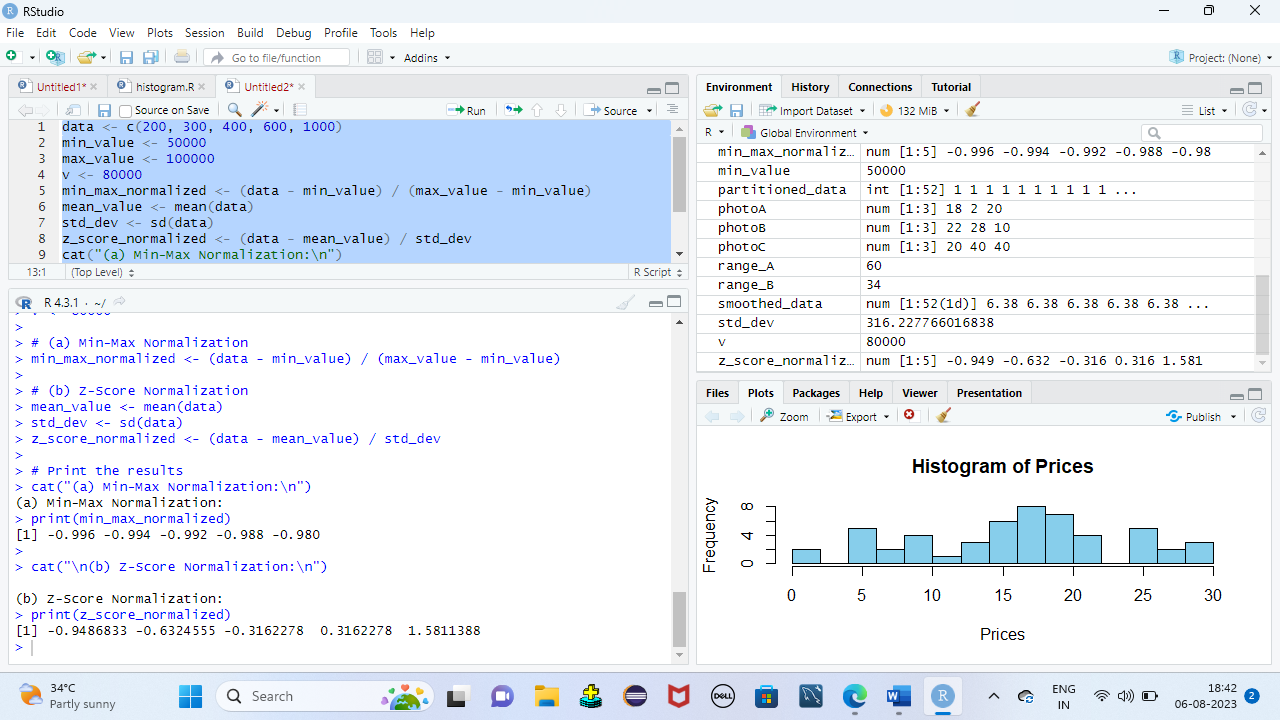 RStudio
File Edit Code View Plots Session Build Debug Profile Tools Help
Go to file/function Addins Project: (None)
Untitled1* histogram.R Untitled2*
Source on Save Run Source
1 data <- c(200, 300, 400, 600, 1000)
2 min_value <- 50000
3 max_value <- 100000
4 v <- 80000
5 min_max_normalized <- (data - min_value) / (max_value - min_value)
6 mean_value <- mean(data)
7 std_dev <- sd(data)
8 z_score_normalized <- (data - mean_value) / std_dev
9 cat("(a) Min-Max Normalization:\n")
13:1 (Top Level) R Script
R 4.3.1 · ~/
>
> # (a) Min-Max Normalization
> min_max_normalized <- (data - min_value) / (max_value - min_value)
>
> # (b) Z-Score Normalization
> mean_value <- mean(data)
> std_dev <- sd(data)
> z_score_normalized <- (data - mean_value) / std_dev
>
> # Print the results
> cat("(a) Min-Max Normalization:\n")
(a) Min-Max Normalization:
> print(min_max_normalized)
[1] -0.996 -0.994 -0.992 -0.988 -0.980
>
> cat("\n(b) Z-Score Normalization:\n")
(b) Z-Score Normalization:
> print(z_score_normalized)
[1] -0.9486833 -0.6324555 -0.3162278 0.3162278 1.5811388
>
Environment History Connections Tutorial
Import Dataset 132 MiB List
R Global Environment
min_max_normaliz… num [1:5] -0.996 -0.994 -0.992 -0.988 -0.98
min_value 50000
partitioned_data int [1:52] 1 1 1 1 1 1 1 1 1 1 ...
photoA num [1:3] 18 2 20
photoB num [1:3] 22 28 10
photoC num [1:3] 20 40 40
range_A 60
range_B 34
smoothed_data num [1:52(1d)] 6.38 6.38 6.38 6.38 6.38 ...
std_dev 316.227766016838
v 80000
z_score_normaliz… num [1:5] -0.949 -0.632 -0.316 0.316 1.581
Files Plots Packages Help Viewer Presentation
Zoom Export Publish
Histogram of Prices
Frequency
0 4 8
0 5 10 15 20 25 30
Prices
34°C
Partly sunny
Search
DELL
ENG
IN
18:42
06-08-2023
2